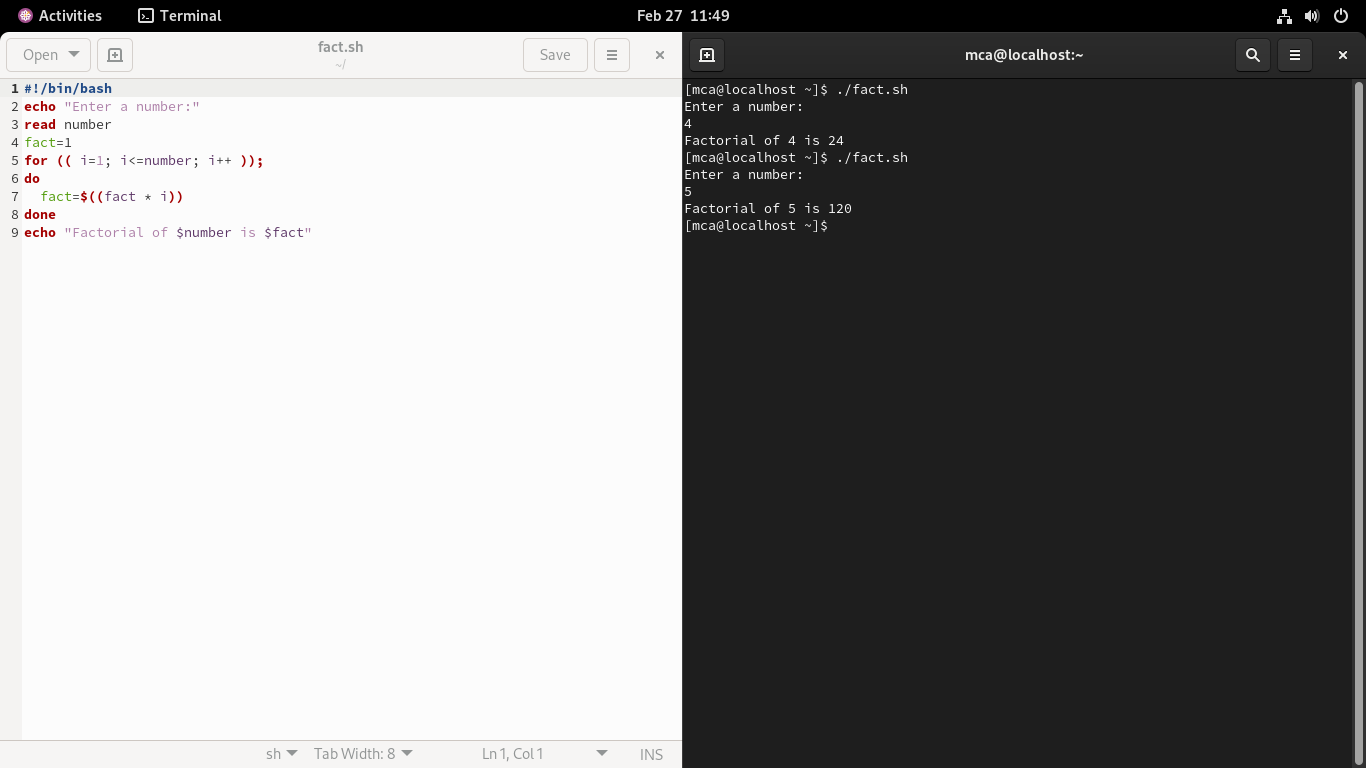 Activities Terminal Feb 27 11:49
Open fact.sh Save
~/
1 #!/bin/bash
2 echo "Enter a number:"
3 read number
4 fact=1
5 for (( i=1; i<=number; i++ ));
6 do
7   fact=$((fact * i))
8 done
9 echo "Factorial of $number is $fact"
sh Tab Width: 8 Ln 1, Col 1 INS
mca@localhost:~
[mca@localhost ~]$ ./fact.sh
Enter a number:
4
Factorial of 4 is 24
[mca@localhost ~]$ ./fact.sh
Enter a number:
5
Factorial of 5 is 120
[mca@localhost ~]$